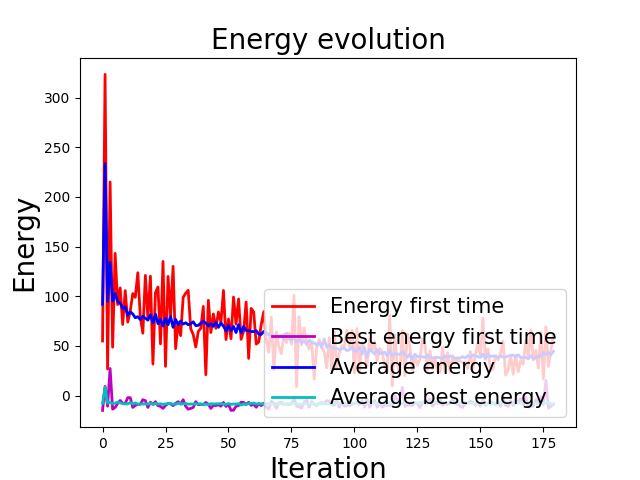 Energy evolution
Energy
300
250
200
150
100
50
0
Energy first time
Best energy first time
Average energy
Average best energy
0 25 50 75 100 125 150 175
Iteration